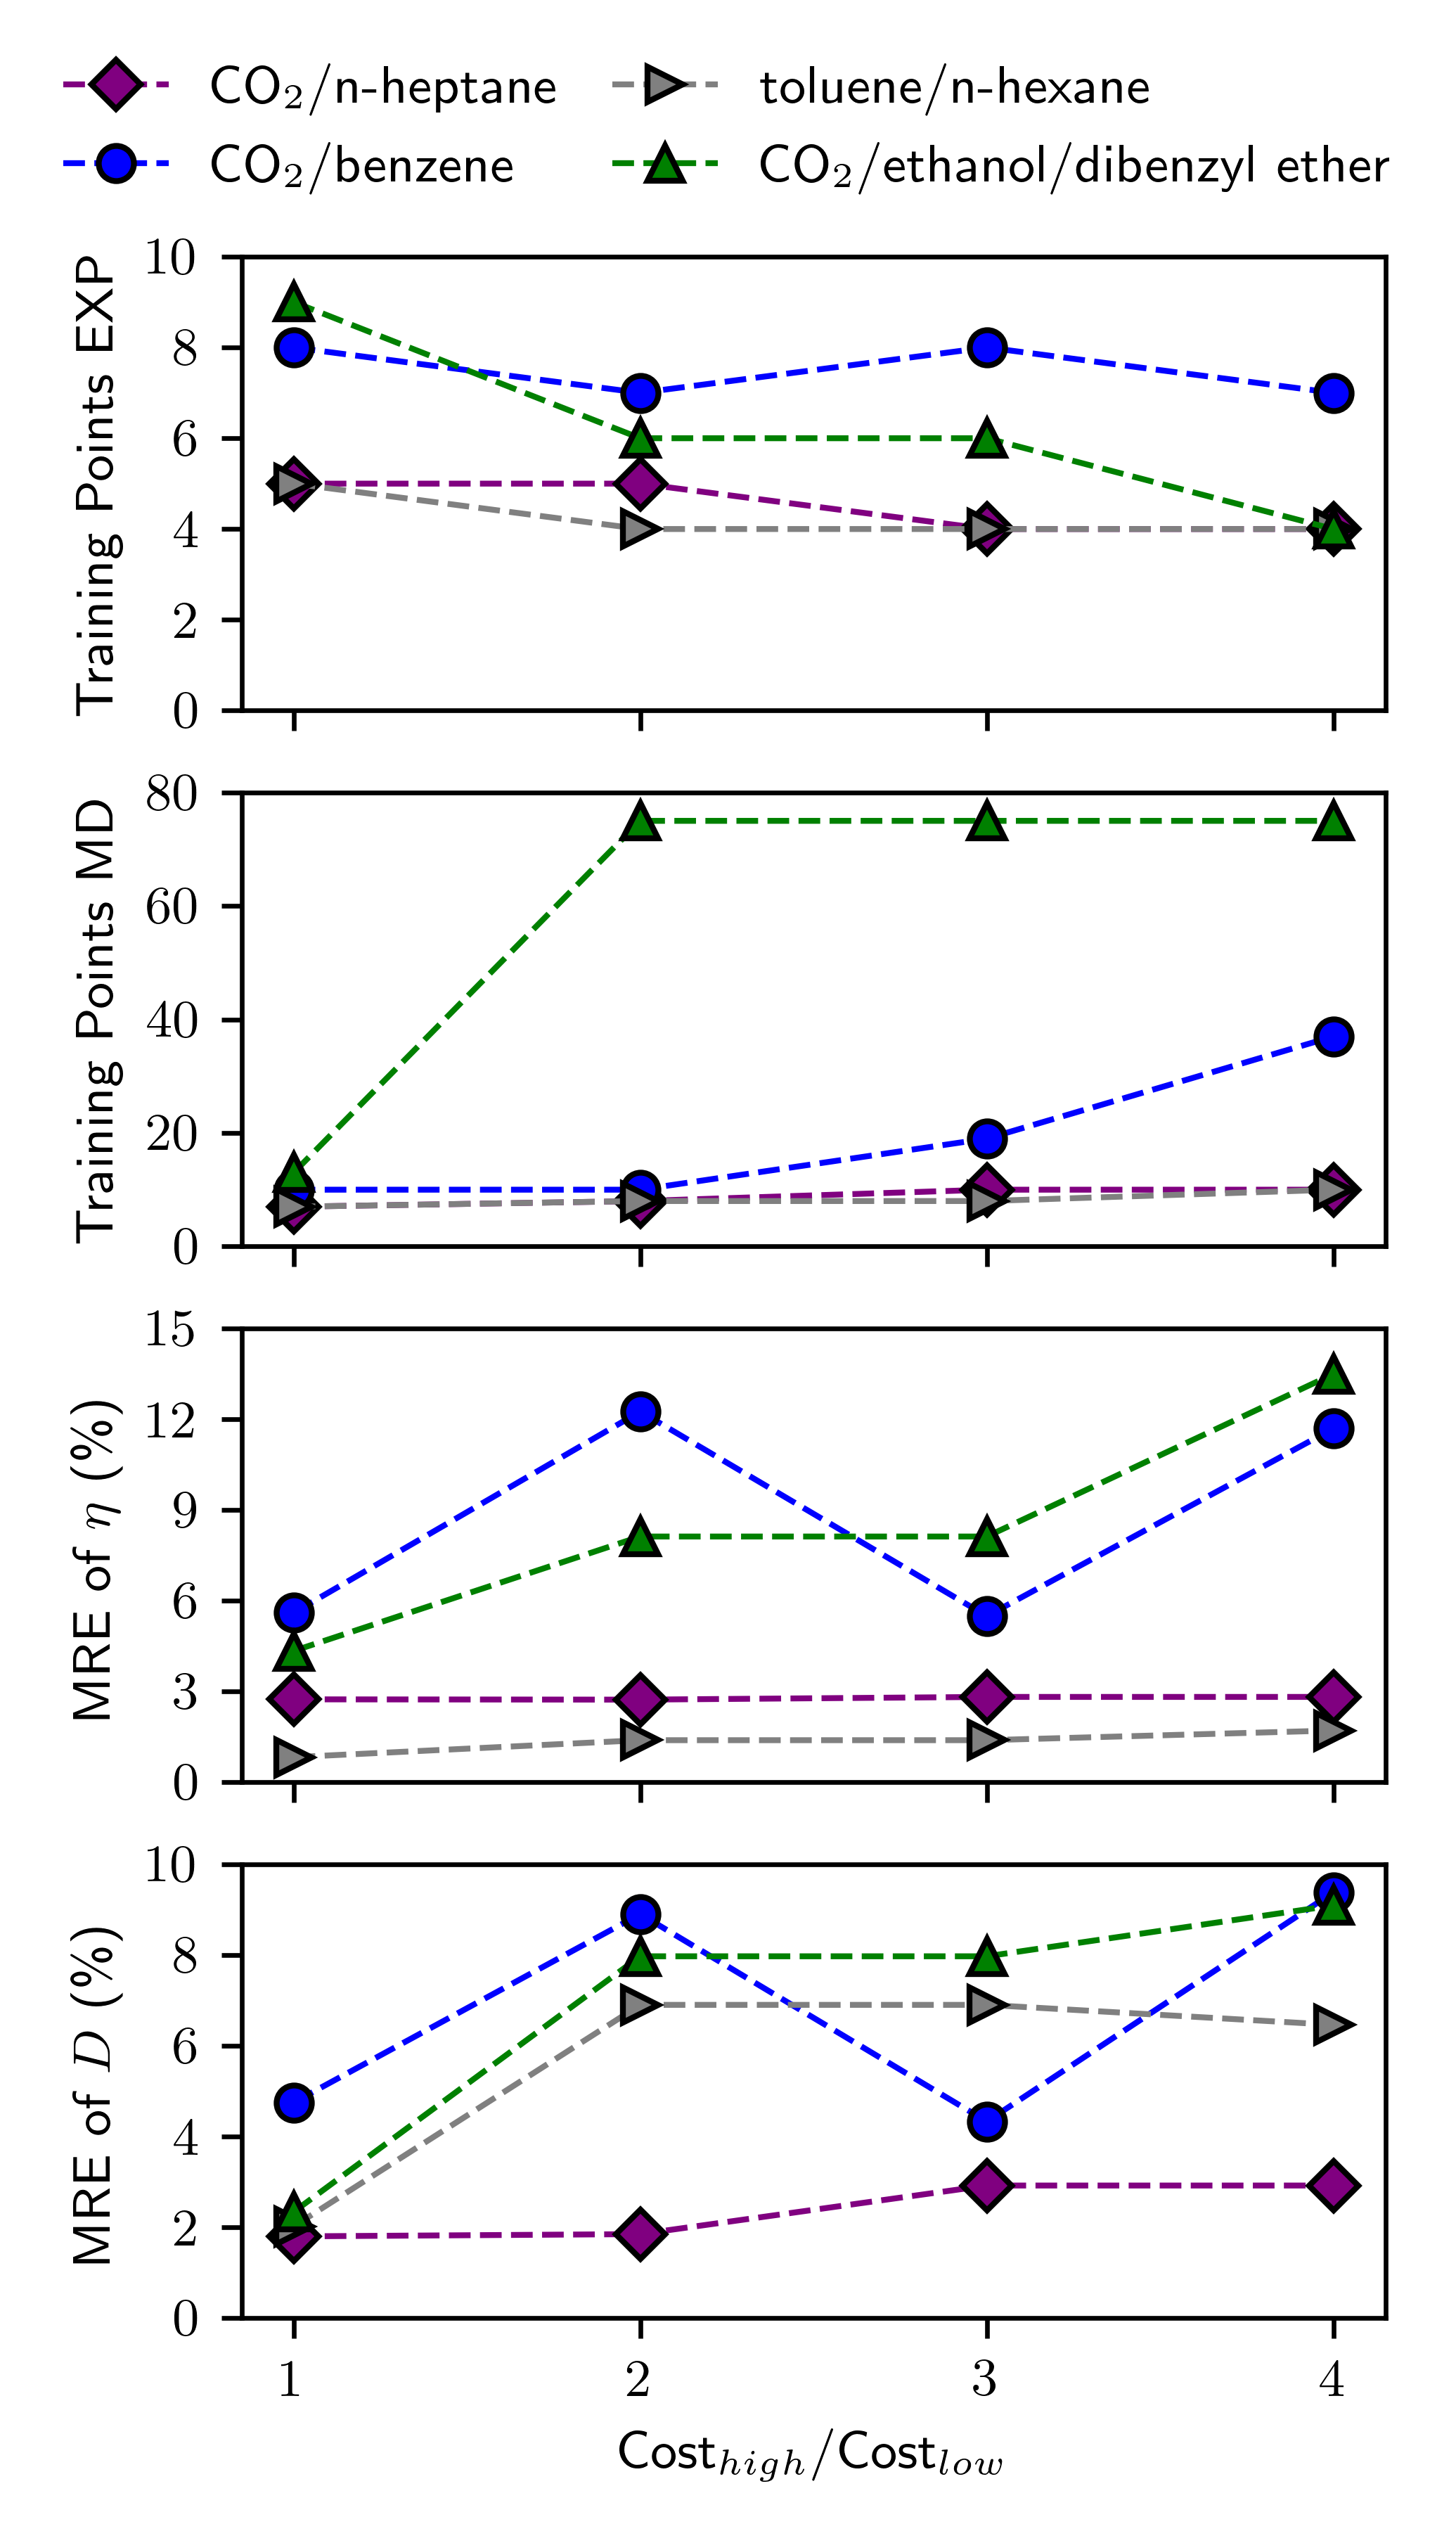 CO₂/n-heptane toluene/n-hexane
CO₂/benzene CO₂/ethanol/dibenzyl ether
Training Points EXP
10
8
6
4
2
0
Training Points MD
80
60
40
20
0
MRE of η (%)
15
12
9
6
3
0
MRE of D (%)
10
8
6
4
2
0
1 2 3 4
Cost_high/Cost_low